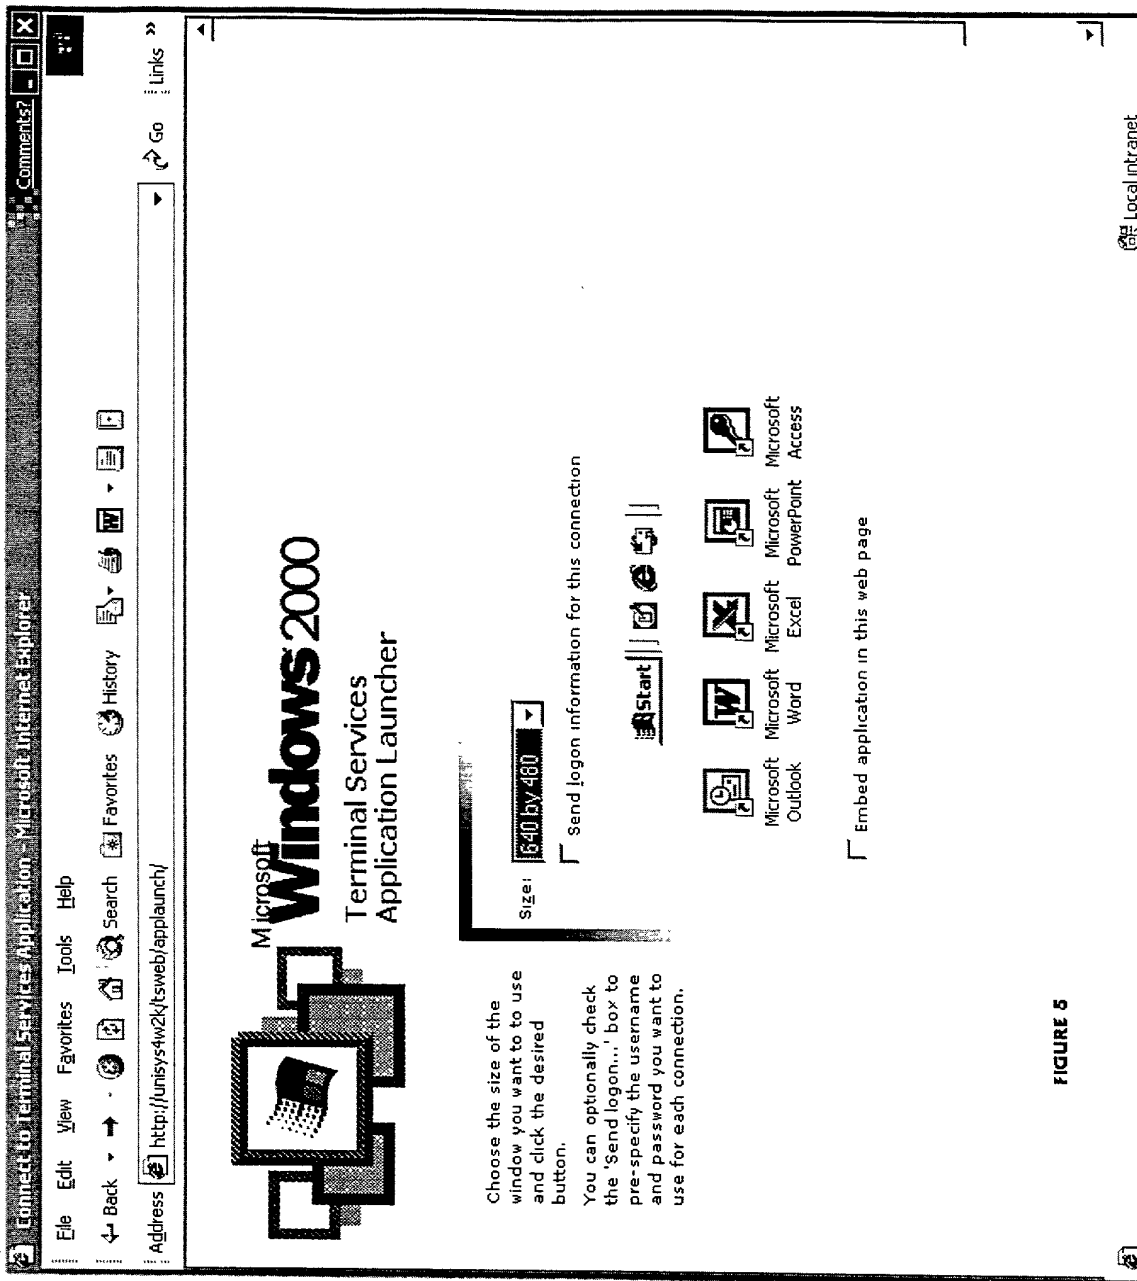 Connect to Terminal Services Application - Microsoft Internet Explorer
Comments?
File Edit View Favorites Tools Help
Back Search Favorites History
Address http://unisys4w2k/tsweb/applaunch/ Go Links »
Microsoft
Windows 2000
Terminal Services
Application Launcher
Choose the size of the
window you want to to use
and click the desired
button.
You can optionally check
the 'Send logon...' box to
pre-specify the username
and password you want to
use for each connection.
Size: 640 by 480
Send logon information for this connection
Start
Microsoft Outlook
Microsoft Word
Microsoft Excel
Microsoft PowerPoint
Microsoft Access
Embed application in this web page
FIGURE 5
Local intranet